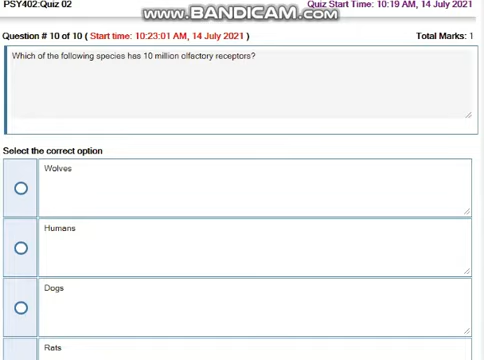 PSY402:Quiz 02
Quiz Start Time: 10:19 AM, 14 July 2021
WWW.BANDICAM.COM
Question # 10 of 10 ( Start time: 10:23:01 AM, 14 July 2021 )
Total Marks: 1
Which of the following species has 10 million olfactory receptors?
Select the correct option
Wolves
Humans
Dogs
Rats